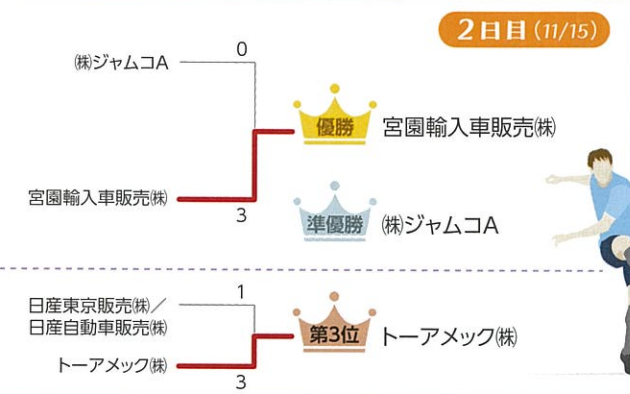 2日目(11/15)
㈱ジャムコA
0
宮園輸入車販売㈱
3
優勝 宮園輸入車販売㈱
準優勝 ㈱ジャムコA
日産東京販売㈱／
日産自動車販売㈱
1
トーアメック㈱
3
第3位 トーアメック㈱